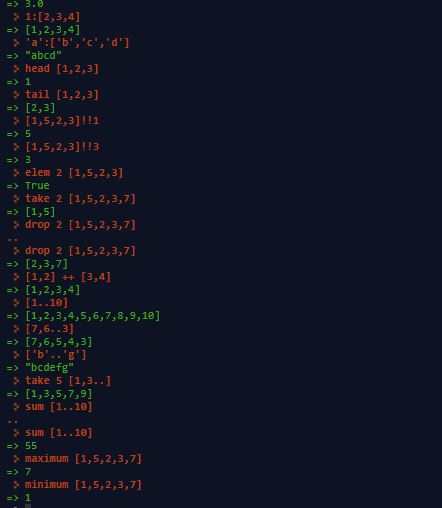 => 3.0
> 1:[2,3,4]
=> [1,2,3,4]
> 'a':['b','c','d']
=> "abcd"
> head [1,2,3]
=> 1
> tail [1,2,3]
=> [2,3]
> [1,5,2,3]!!1
=> 5
> [1,5,2,3]!!3
=> 3
> elem 2 [1,5,2,3]
=> True
> take 2 [1,5,2,3,7]
=> [1,5]
> drop 2 [1,5,2,3,7]
..
> drop 2 [1,5,2,3,7]
=> [2,3,7]
> [1,2] ++ [3,4]
=> [1,2,3,4]
> [1..10]
=> [1,2,3,4,5,6,7,8,9,10]
> [7,6..3]
=> [7,6,5,4,3]
> ['b'..'g']
=> "bcdefg"
> take 5 [1,3..]
=> [1,3,5,7,9]
> sum [1..10]
..
> sum [1..10]
=> 55
> maximum [1,5,2,3,7]
=> 7
> minimum [1,5,2,3,7]
=> 1